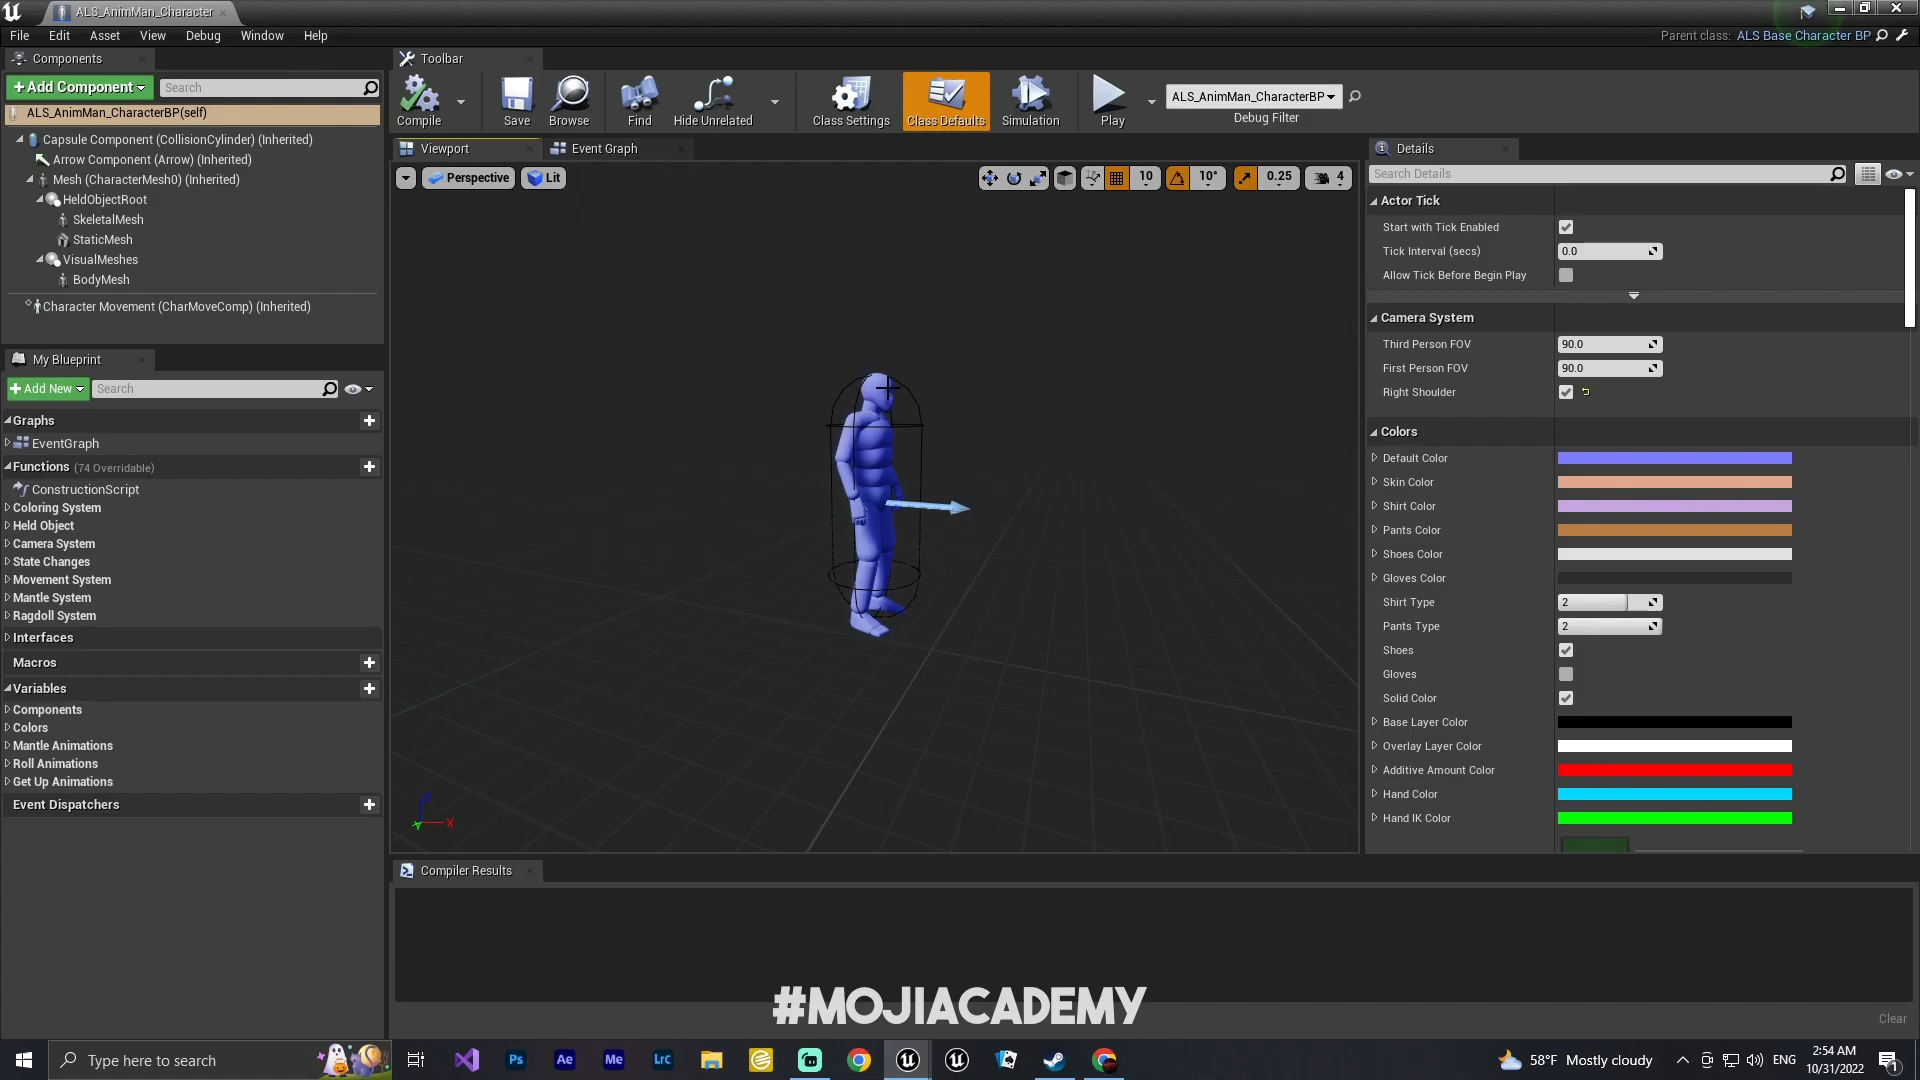 ALS_AnimMan_Character
File Edit Asset View Debug Window Help
Parent class: ALS Base Character BP
Components
+Add Component
Search
ALS_AnimMan_CharacterBP(self)
Capsule Component (CollisionCylinder) (Inherited)
Arrow Component (Arrow) (Inherited)
Mesh (CharacterMesh0) (Inherited)
HeldObjectRoot
SkeletalMesh
StaticMesh
VisualMeshes
BodyMesh
Character Movement (CharMoveComp) (Inherited)
My Blueprint
+Add New
Search
Graphs
EventGraph
Functions (74 Overridable)
ConstructionScript
Coloring System
Held Object
Camera System
State Changes
Movement System
Mantle System
Ragdoll System
Interfaces
Macros
Variables
Components
Colors
Mantle Animations
Roll Animations
Get Up Animations
Event Dispatchers
Toolbar
Compile
Save
Browse
Find
Hide Unrelated
Class Settings
Class Defaults
Simulation
Play
ALS_AnimMan_CharacterBP
Debug Filter
Viewport
Event Graph
Perspective
Lit
10
10°
0.25
4
Z
X
Y
Details
Search Details
Actor Tick
Start with Tick Enabled
Tick Interval (secs) 0.0
Allow Tick Before Begin Play
Camera System
Third Person FOV 90.0
First Person FOV 90.0
Right Shoulder
Colors
Default Color
Skin Color
Shirt Color
Pants Color
Shoes Color
Gloves Color
Shirt Type 2
Pants Type 2
Shoes
Gloves
Solid Color
Base Layer Color
Overlay Layer Color
Additive Amount Color
Hand Color
Hand IK Color
Compiler Results
#MOJIACADEMY
Clear
Type here to search
Ps
Ae
Me
LrC
58°F Mostly cloudy
ENG
2:54 AM
10/31/2022
1